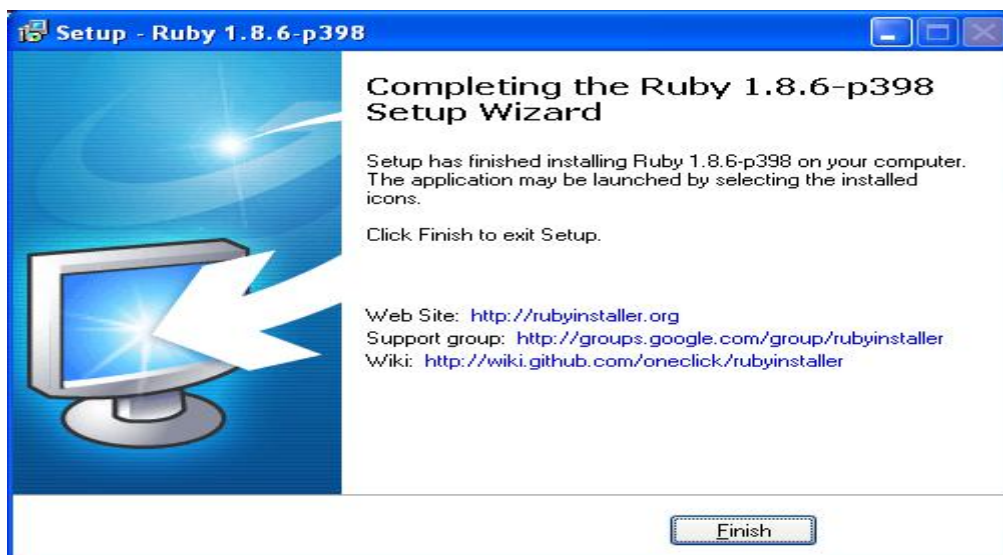 Setup - Ruby 1.8.6-p398
Completing the Ruby 1.8.6-p398
Setup Wizard
Setup has finished installing Ruby 1.8.6-p398 on your computer.
The application may be launched by selecting the installed
icons.
Click Finish to exit Setup.
Web Site: http://rubyinstaller.org
Support group: http://groups.google.com/group/rubyinstaller
Wiki: http://wiki.github.com/oneclick/rubyinstaller
Finish